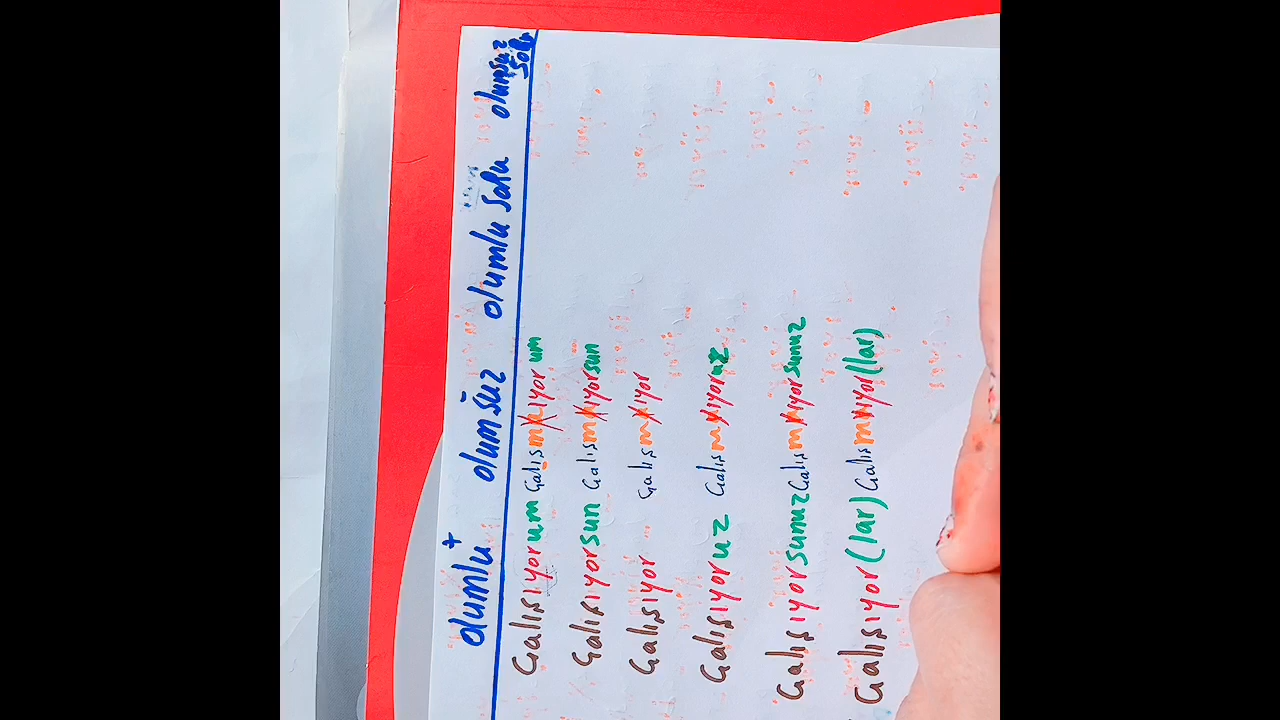 olumlu+ olumsuz olumlu soru olumsuz soru
Çalışıyorum Çalışmıyorum
Çalışıyorsun Çalışmıyorsun
Çalışıyor Çalışmıyor
Çalışıyoruz Çalışmıyoruz
Çalışıyorsunuz Çalışmıyorsunuz
Çalışıyor(lar) Çalışmıyor(lar)